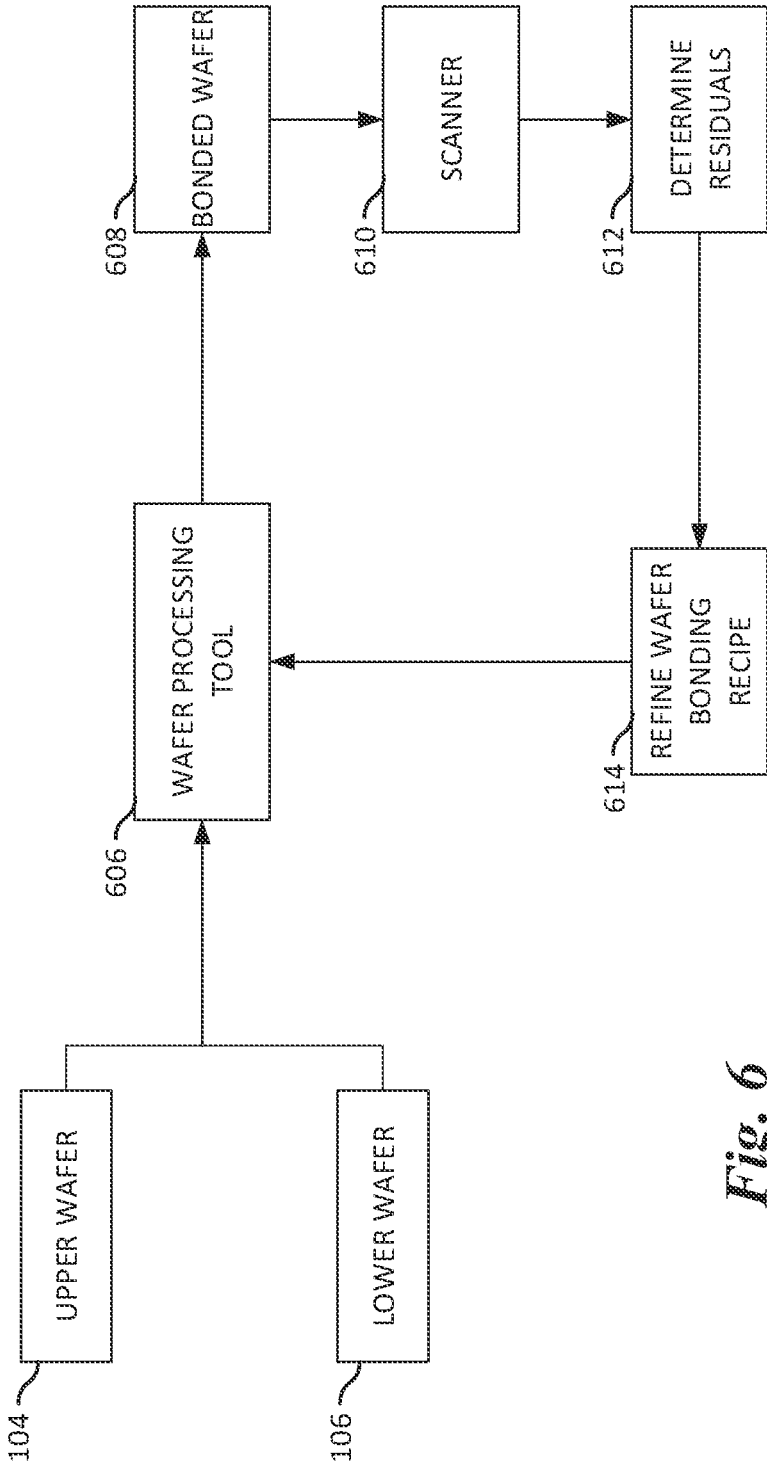 104
UPPER WAFER
106
LOWER WAFER
606
WAFER PROCESSING
TOOL
608
BONDED WAFER
610
SCANNER
612
DETERMINE
RESIDUALS
614
REFINE WAFER
BONDING
RECIPE
Fig. 6